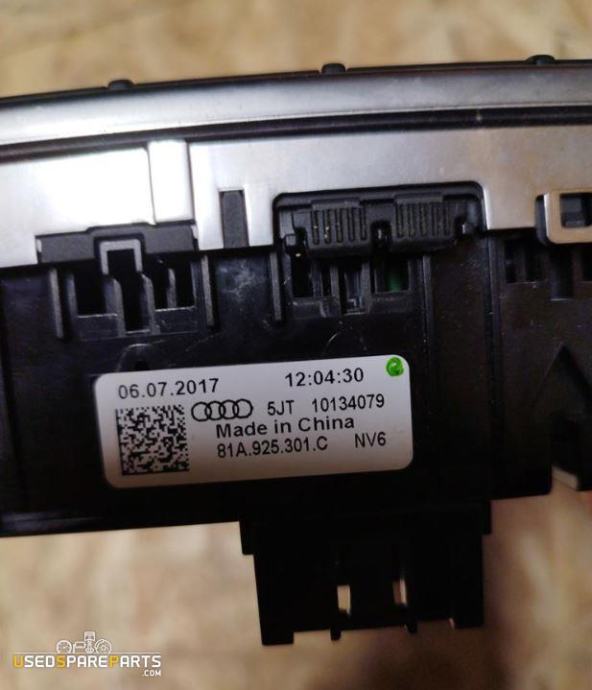 06.07.2017 12:04:30
5JT 10134079
Made in China
81A.925.301.C NV6
USEDSPAREPARTS
.COM